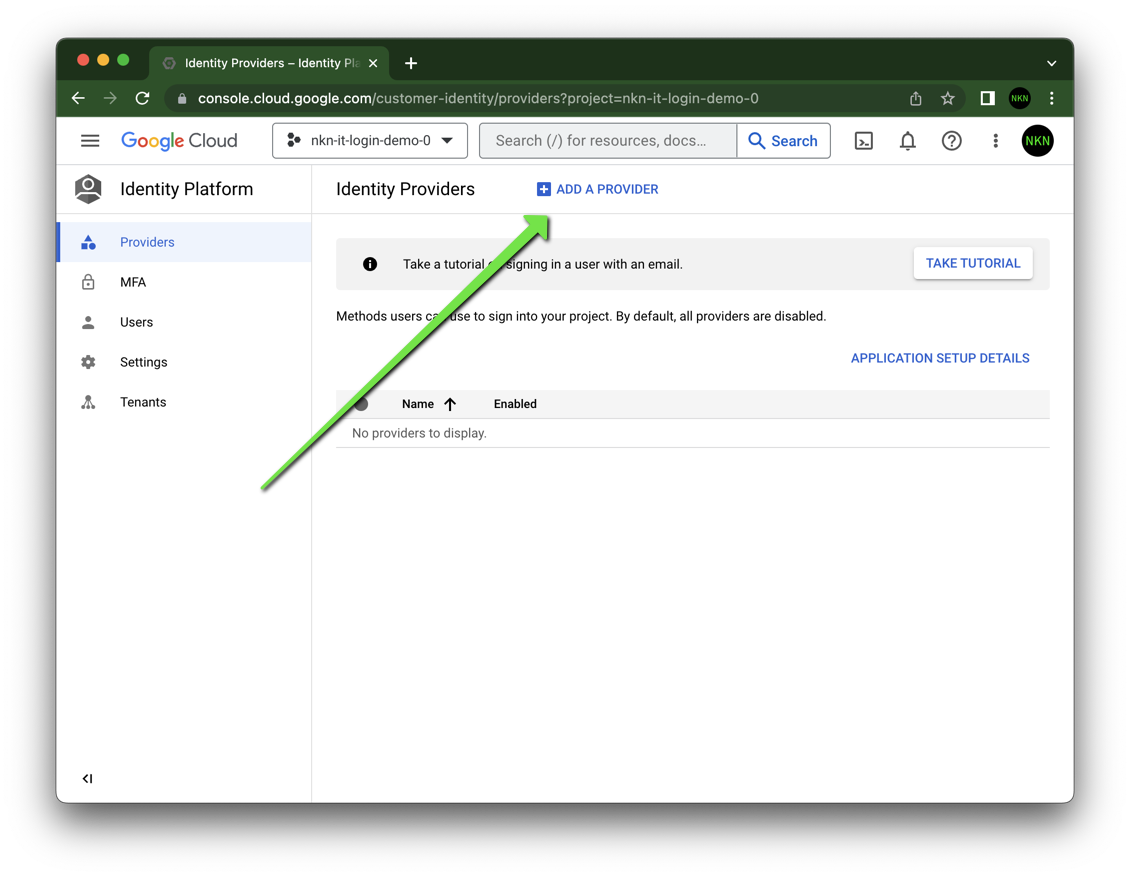 Identity Providers – Identity Pla
console.cloud.google.com/customer-identity/providers?project=nkn-it-login-demo-0
NKN
Google Cloud
nkn-it-login-demo-0
Search (/) for resources, docs...
Search
NKN
Identity Platform
Identity Providers
ADD A PROVIDER
Providers
MFA
Users
Settings
Tenants
Take a tutorial signing in a user with an email.
TAKE TUTORIAL
Methods users can use to sign into your project. By default, all providers are disabled.
APPLICATION SETUP DETAILS
Name
Enabled
No providers to display.